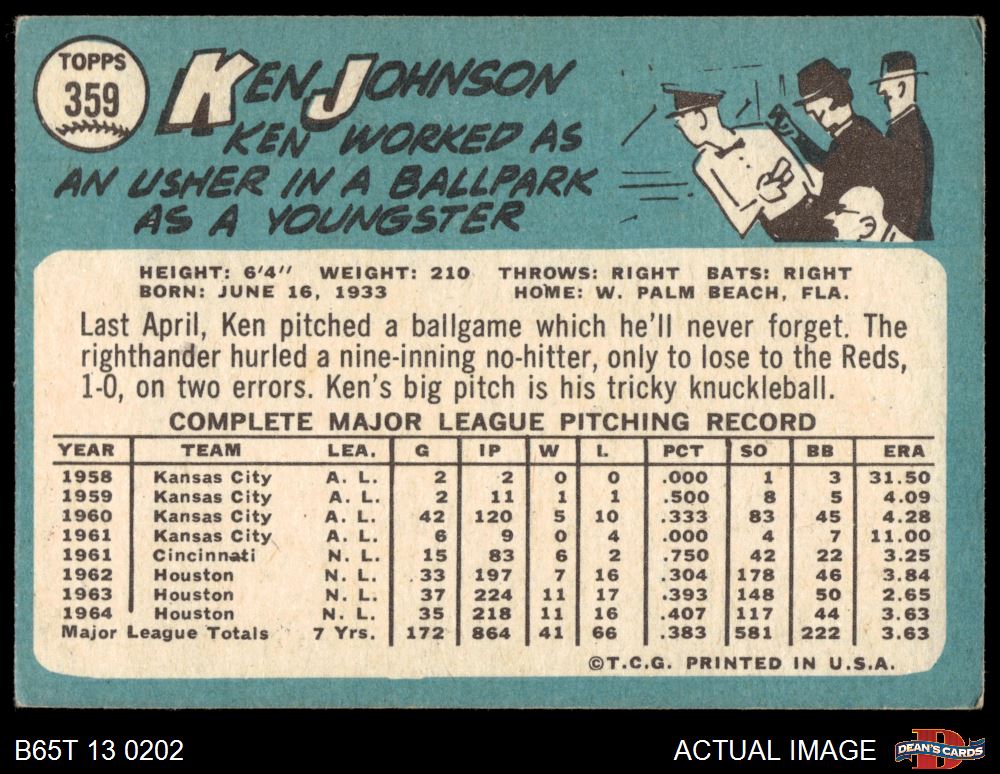 TOPPS
359
KEN JOHNSON
KEN WORKED AS
AN USHER IN A BALLPARK
AS A YOUNGSTER
HEIGHT: 6'4" WEIGHT: 210 THROWS: RIGHT BATS: RIGHT
BORN: JUNE 16, 1933 HOME: W. PALM BEACH, FLA.
Last April, Ken pitched a ballgame which he'll never forget. The
righthander hurled a nine-inning no-hitter, only to lose to the Reds,
1-0, on two errors. Ken's big pitch is his tricky knuckleball.
COMPLETE MAJOR LEAGUE PITCHING RECORD
YEAR TEAM LEA. G IP W L PCT SO BB ERA
1958 Kansas City A. L. 2 2 0 0 .000 1 3 31.50
1959 Kansas City A. L. 2 11 1 1 .500 8 5 4.09
1960 Kansas City A. L. 42 120 5 10 .333 83 45 4.28
1961 Kansas City A. L. 6 9 0 4 .000 4 7 11.00
1961 Cincinnati N. L. 15 83 6 2 .750 42 22 3.25
1962 Houston N. L. 33 197 7 16 .304 178 46 3.84
1963 Houston N. L. 37 224 11 17 .393 148 50 2.65
1964 Houston N. L. 35 218 11 16 .407 117 44 3.63
Major League Totals 7 Yrs. 172 864 41 66 .383 581 222 3.63
©T.C.G. PRINTED IN U.S.A.
B65T 13 0202 ACTUAL IMAGE D DEAN'S CARDS